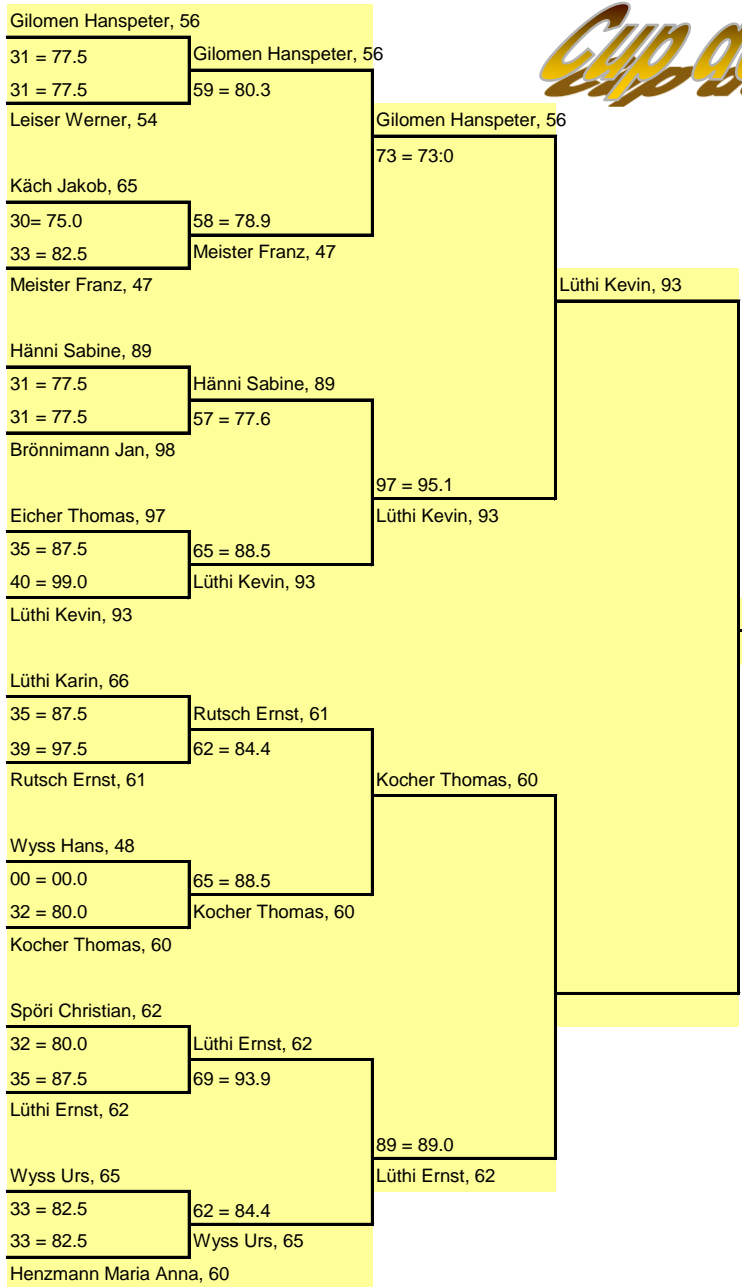 Gilomen Hanspeter, 56
31 = 77.5
31 = 77.5
Leiser Werner, 54
Käch Jakob, 65
30= 75.0
33 = 82.5
Meister Franz, 47
Hänni Sabine, 89
31 = 77.5
31 = 77.5
Brönnimann Jan, 98
Eicher Thomas, 97
35 = 87.5
40 = 99.0
Lüthi Kevin, 93
Lüthi Karin, 66
35 = 87.5
39 = 97.5
Rutsch Ernst, 61
Wyss Hans, 48
00 = 00.0
32 = 80.0
Kocher Thomas, 60
Spöri Christian, 62
32 = 80.0
35 = 87.5
Lüthi Ernst, 62
Wyss Urs, 65
33 = 82.5
33 = 82.5
Henzmann Maria Anna, 60
Gilomen Hanspeter, 56
59 = 80.3
58 = 78.9
Meister Franz, 47
Hänni Sabine, 89
57 = 77.6
65 = 88.5
Lüthi Kevin, 93
Rutsch Ernst, 61
62 = 84.4
65 = 88.5
Kocher Thomas, 60
Lüthi Ernst, 62
69 = 93.9
62 = 84.4
Wyss Urs, 65
Gilomen Hanspeter, 56
73 = 73:0
97 = 95.1
Lüthi Kevin, 93
Kocher Thomas, 60
89 = 89.0
Lüthi Ernst, 62
Lüthi Kevin, 93
Cup